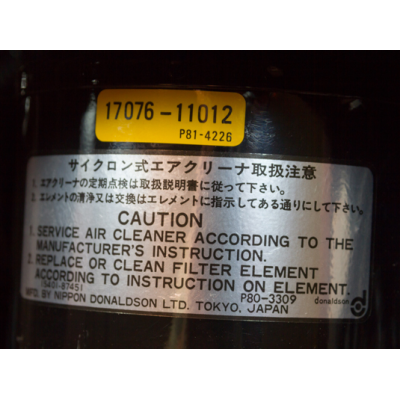 17076-11012
P81-4226
サイクロン式エアクリーナ取扱注意
1. エアクリーナの定期点検は取扱説明書に従って下さい。
2. エレメントの清浄又は交換はエレメントに指示してある通りにして下さい。
CAUTION
1. SERVICE AIR CLEANER ACCORDING TO THE
MANUFACTURER'S INSTRUCTION.
2. REPLACE OR CLEAN FILTER ELEMENT
ACCORDING TO INSTRUCTION ON ELEMENT.
(5401-8745) P80-3309 donaldson
MFG. BY NIPPON DONALDSON LTD. TOKYO, JAPAN